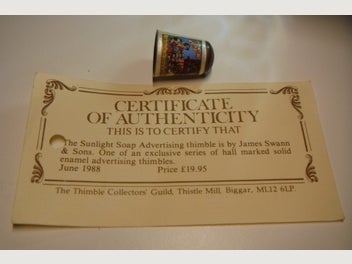 CERTIFICATE
OF AUTHENTICITY
THIS IS TO CERTIFY THAT
The Sunlight Soap Advertising thimble is by James Swann
& Sons. One of an exclusive series of hall marked solid
enamel advertising thimbles.
June 1988 Price £19.95
The Thimble Collectors' Guild, Thistle Mill, Biggar, ML12 6LP.